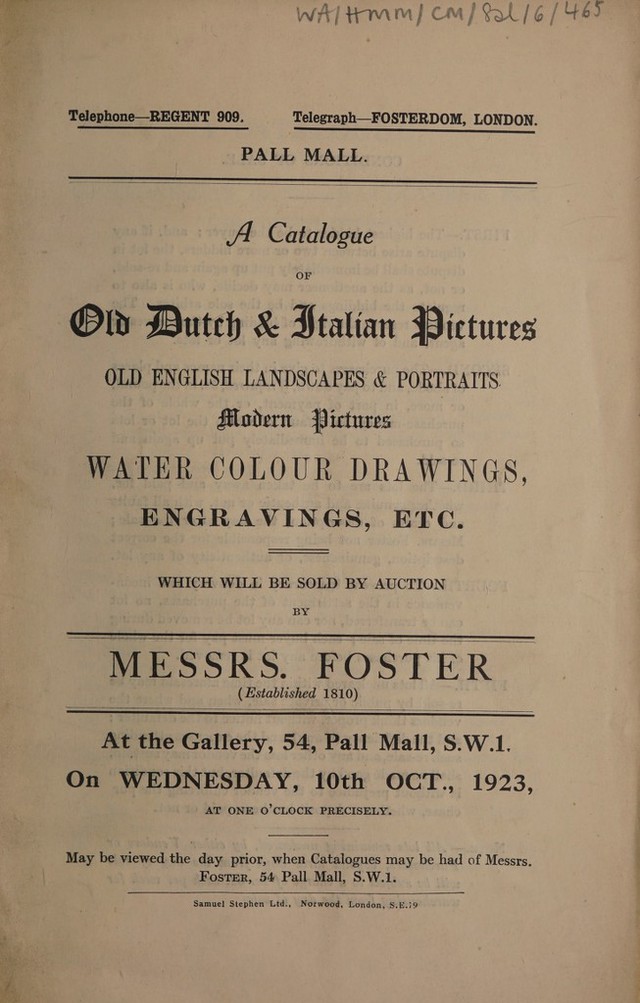 WA/HMM/CM/Sal/6/465
Telephone—REGENT 909. Telegraph—FOSTERDOM, LONDON.
PALL MALL.
A Catalogue
OF
Old Dutch & Italian Pictures
OLD ENGLISH LANDSCAPES & PORTRAITS
Modern Pictures
WATER COLOUR DRAWINGS,
ENGRAVINGS, ETC.
WHICH WILL BE SOLD BY AUCTION
BY
MESSRS. FOSTER
(Established 1810)
At the Gallery, 54, Pall Mall, S.W.1.
On WEDNESDAY, 10th OCT., 1923,
AT ONE O'CLOCK PRECISELY.
May be viewed the day prior, when Catalogues may be had of Messrs.
FOSTER, 54 Pall Mall, S.W.1.
Samuel Stephen Ltd., Norwood, London, S.E.19